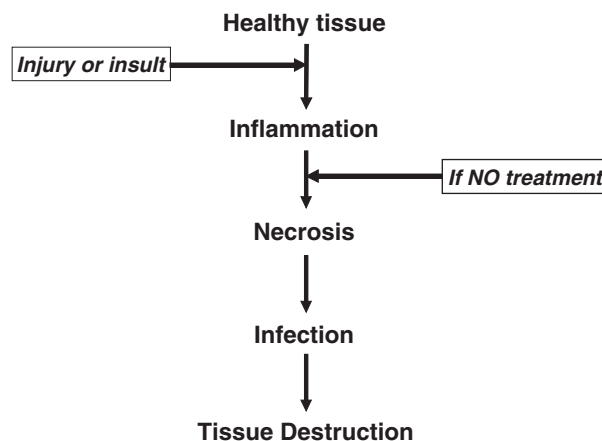 Healthy tissue
Injury or insult
Inflammation
If NO treatment
Necrosis
Infection
Tissue Destruction